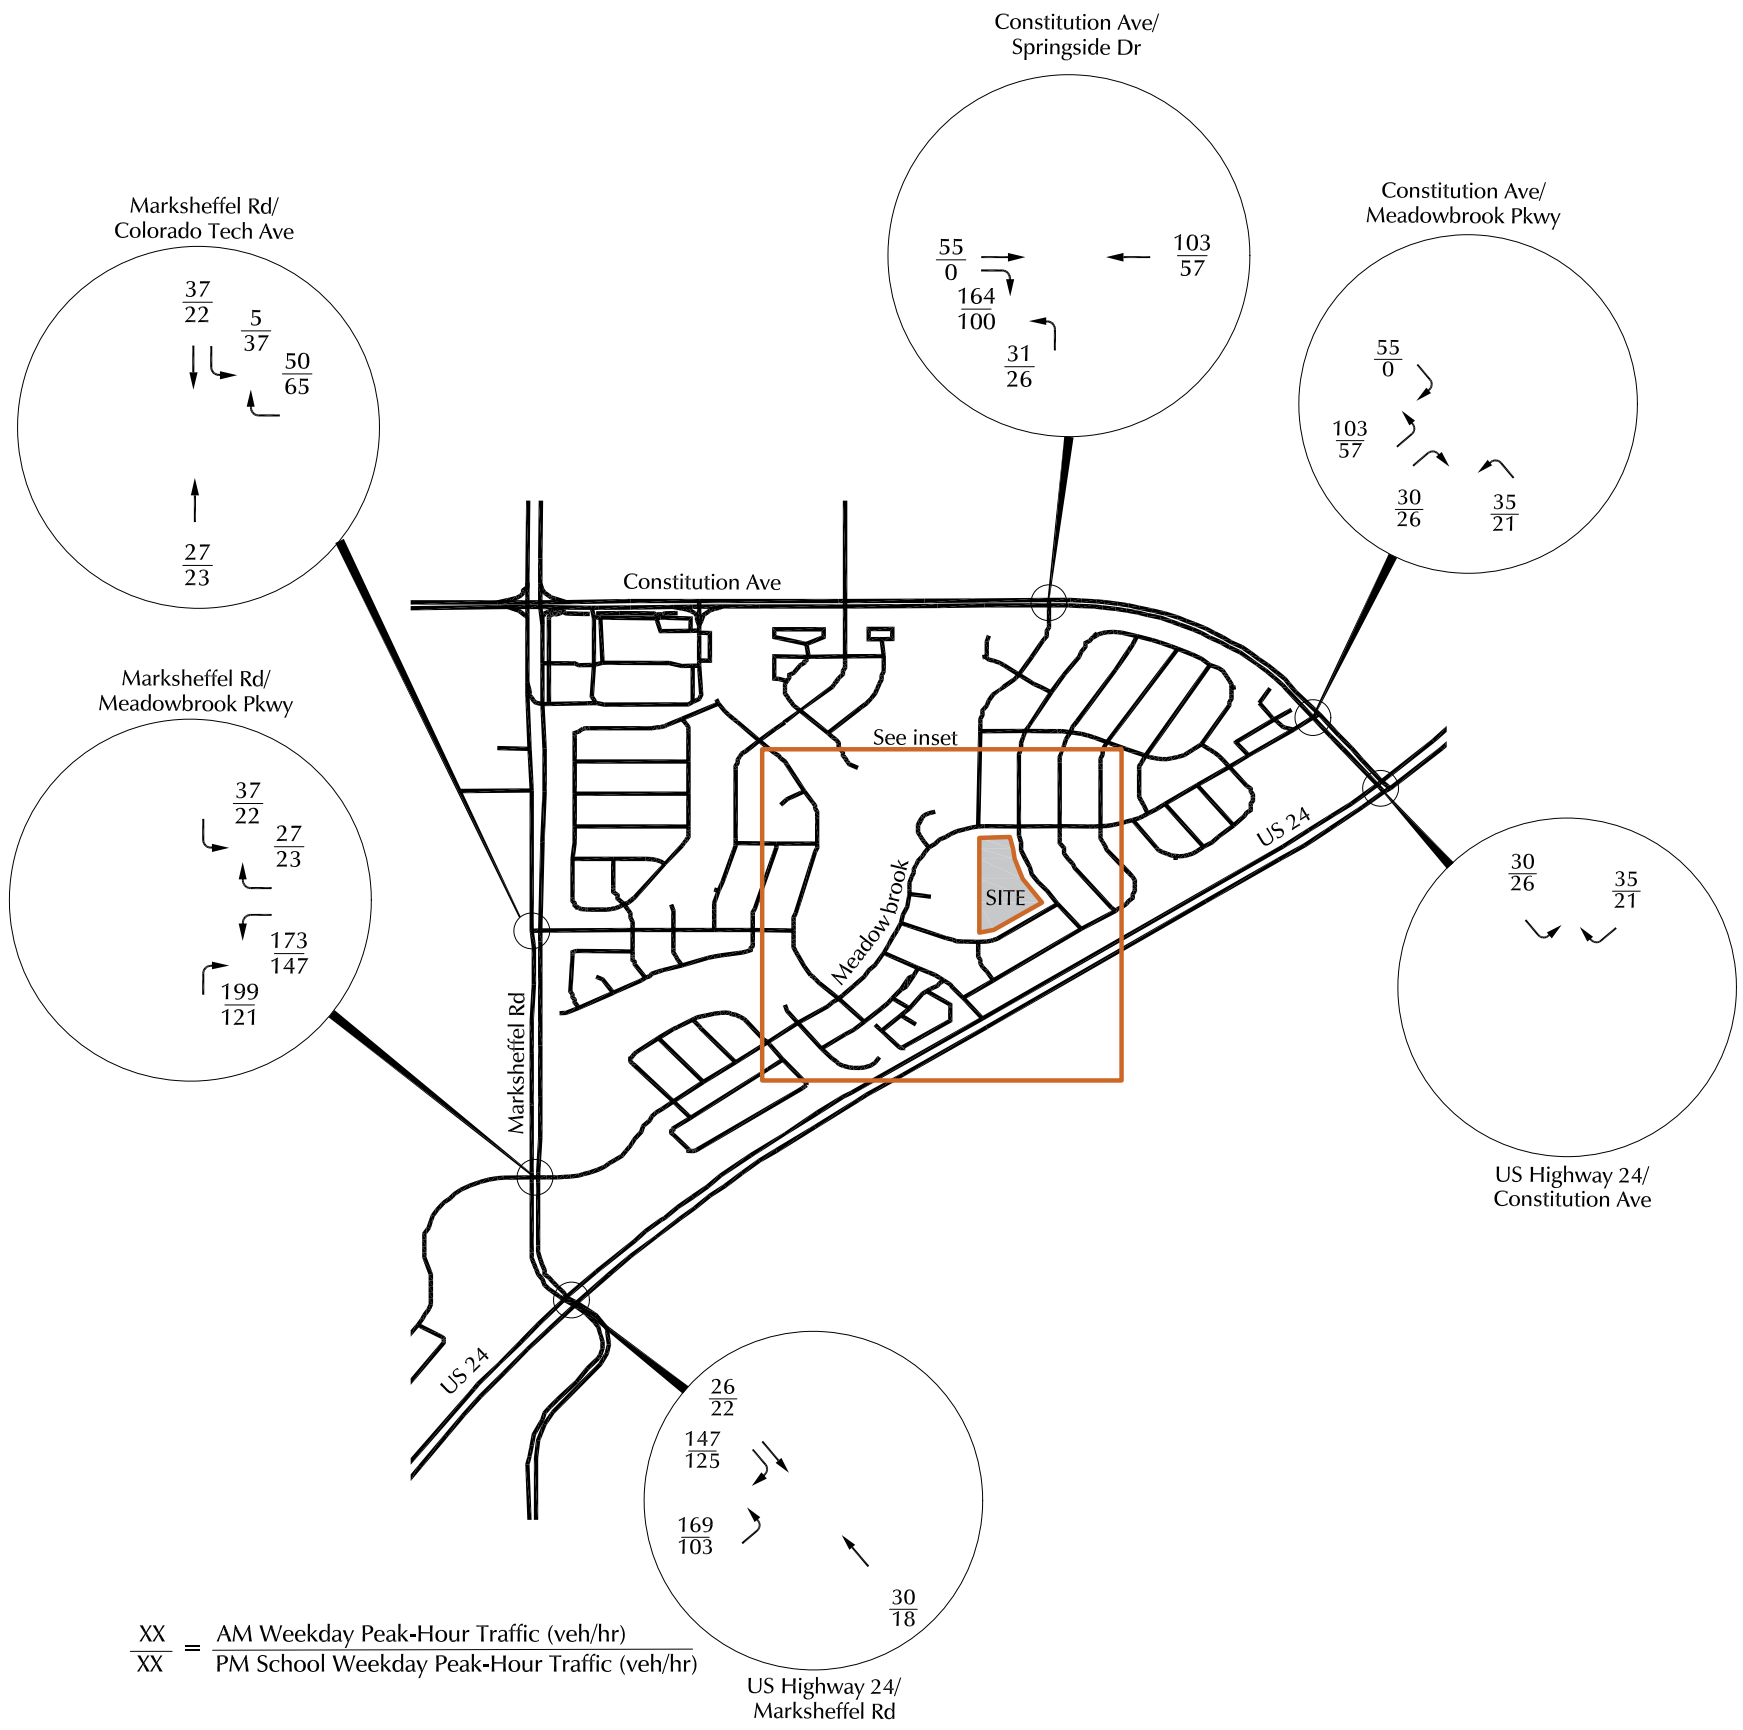 Constitution Ave/
Springside Dr
55
0
164
100
31
26
103
57
Constitution Ave/
Meadowbrook Pkwy
55
0
103
57
30
26
35
21
Marksheffel Rd/
Colorado Tech Ave
37
22
5
37
50
65
27
23
Constitution Ave
Marksheffel Rd/
Meadowbrook Pkwy
37
22
27
23
173
147
199
121
See inset
Meadow brook
SITE
US 24
Marksheffel Rd
30
26
35
21
US Highway 24/
Constitution Ave
US 24
26
22
147
125
169
103
30
18
US Highway 24/
Marksheffel Rd
XX = AM Weekday Peak-Hour Traffic (veh/hr)
XX PM School Weekday Peak-Hour Traffic (veh/hr)